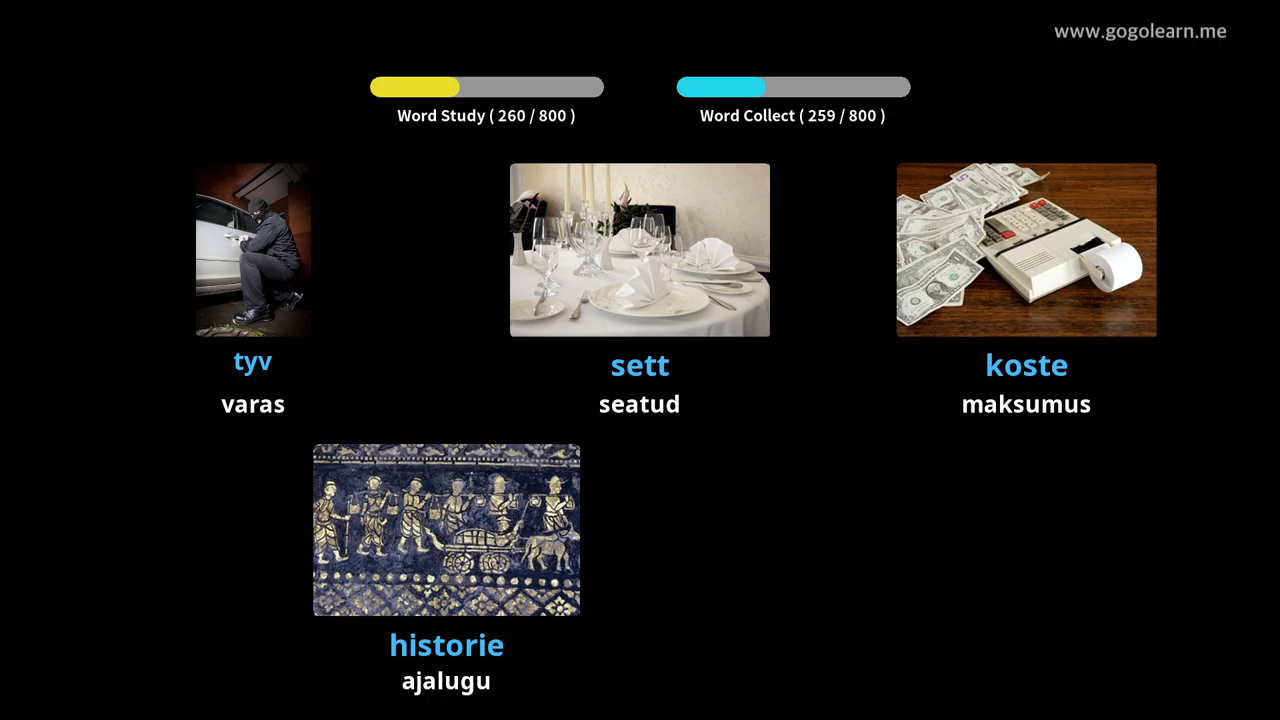 www.gogolearn.me
Word Study ( 260 / 800 )
Word Collect ( 259 / 800 )
tyv
sett
koste
varas
seatud
maksumus
historie
ajalugu